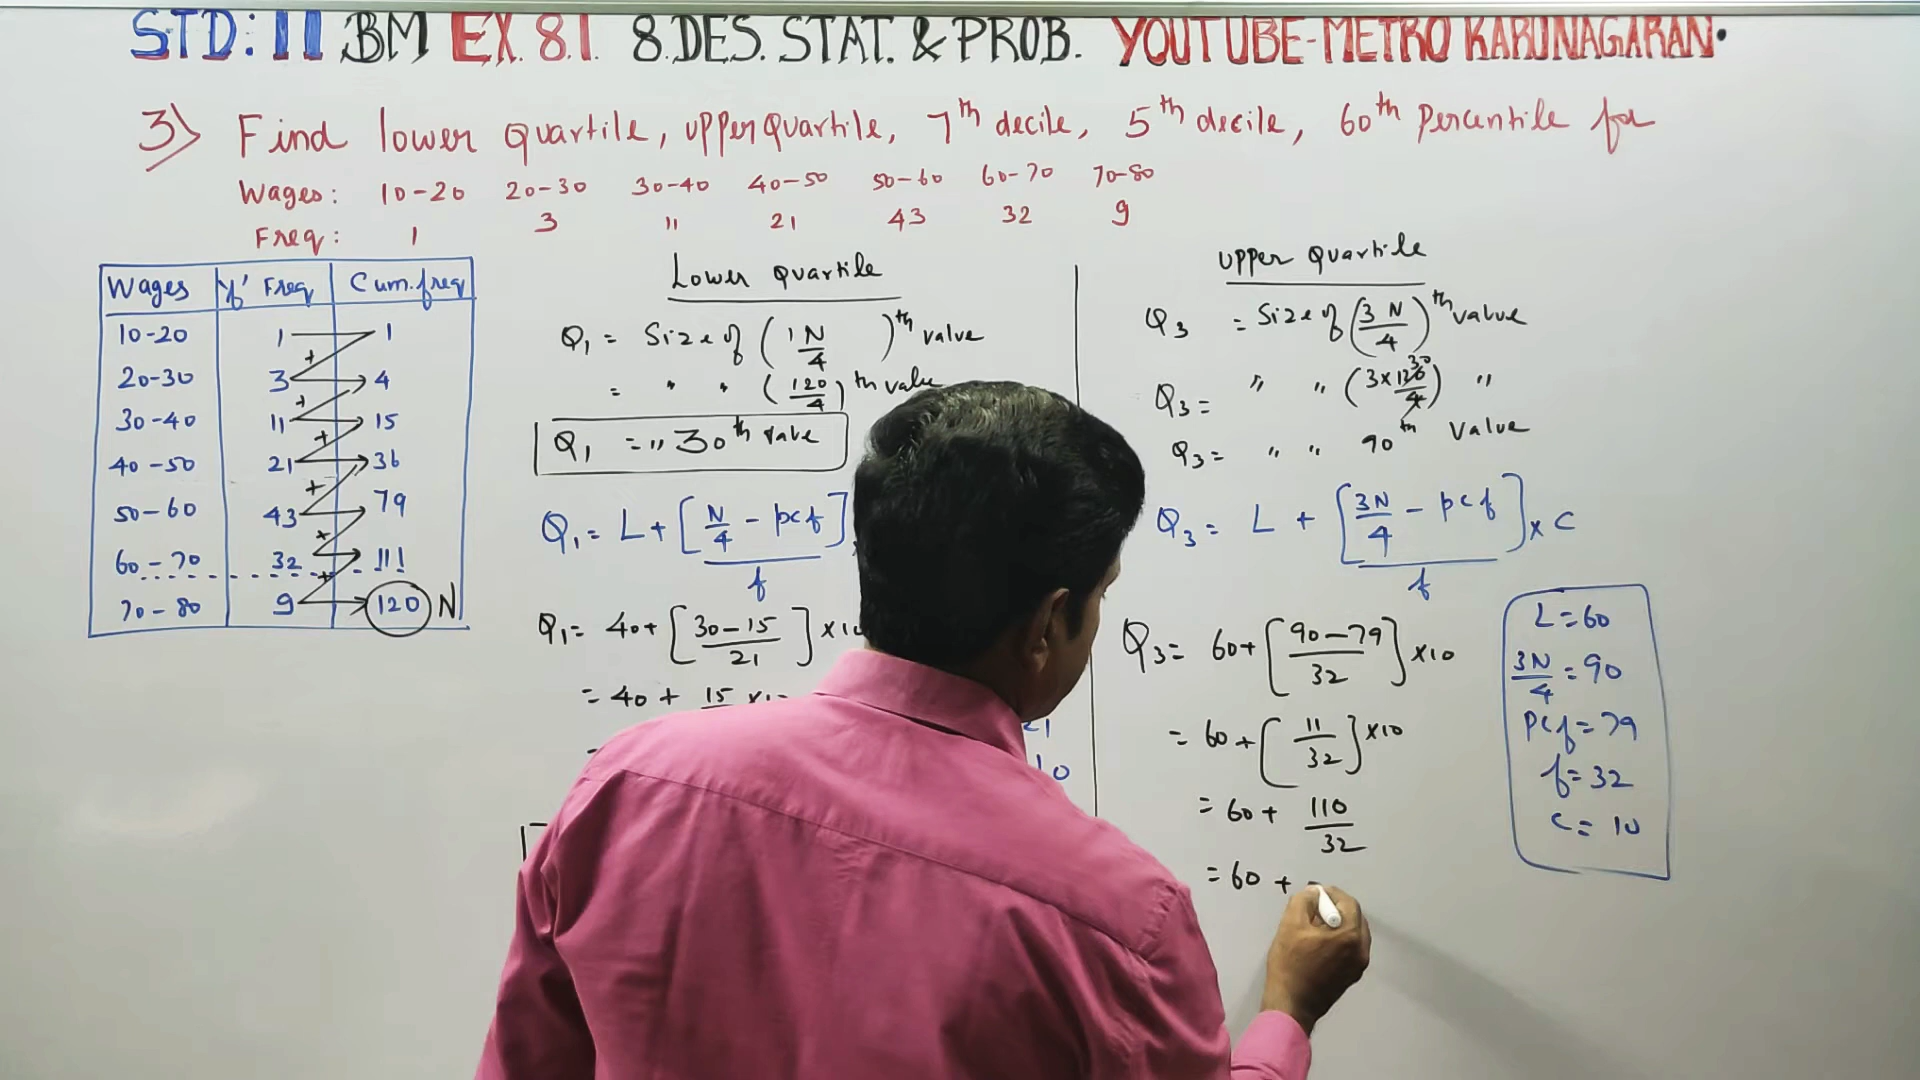 STD: 11 BM EX. 8.1. 8. DES. STAT. & PROB. YOUTUBE-METRO KARUNAGARAN.
3) Find lower quartile, upper quartile, 7th decile, 5th decile, 60th Percentile for
Wages: 10-20 20-30 30-40 40-50 50-60 60-70 70-80
Freq: 1 3 11 21 43 32 9
Wages 'f' Freq Cum.freq
10-20 1 1
20-30 3 4
30-40 11 15
40-50 21 36
50-60 43 79
60-70 32 111
70-80 9 120 N
Lower Quartile
Q1 = Size of (1N/4)th value
= " " (120/4)th value
Q1 = " 30th value
Q1 = L + [N/4 - pcf]
f
Q1 = 40 + [30-15/21] x 10
= 40 + 15 x
21
10
Upper Quartile
Q3 = Size of (3N/4)th value
Q3 = " " (3x120/4) " 30
Q3 = " " 90th value
Q3 = L + [3N/4 - pcf] x C
f
Q3 = 60 + [90-79/32] x10
= 60 + [11/32] x10
= 60 + 110/32
= 60 +
L = 60
3N/4 = 90
pcf = 79
f = 32
c = 10